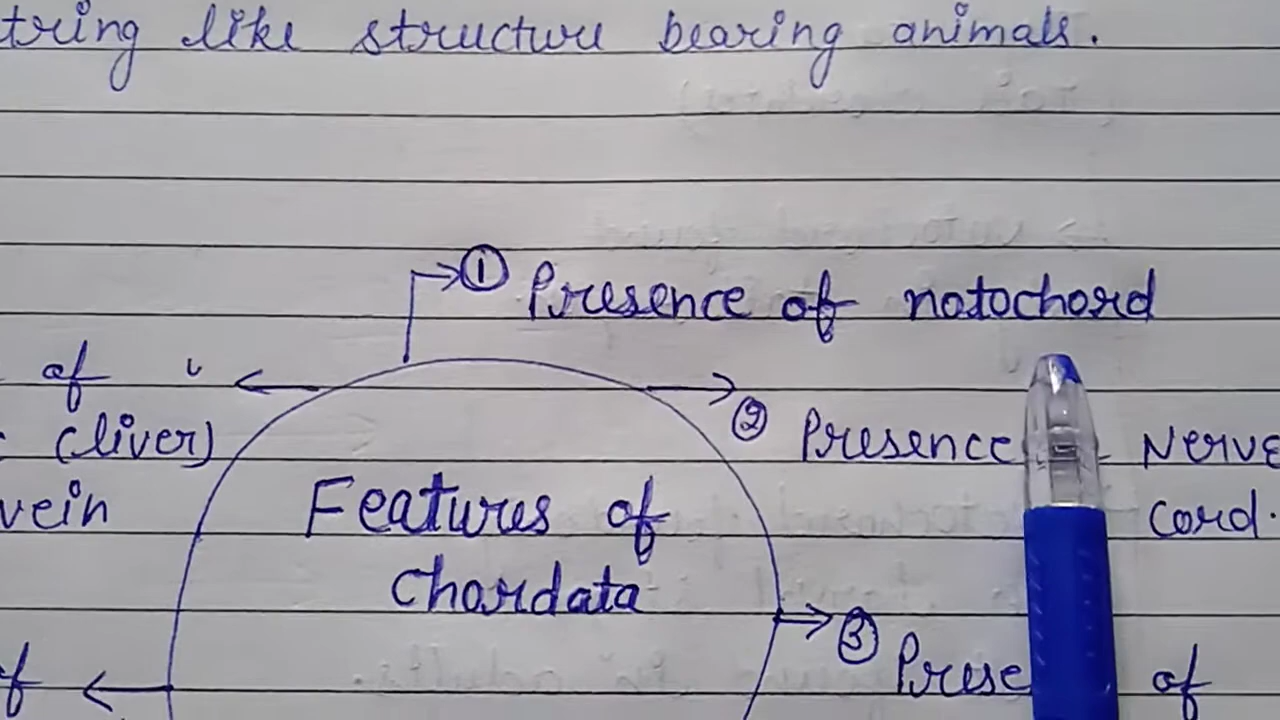 tring like structure bearing animals.
① Presence of notochord
of
(liver)
vein
② Presence Nerve
cord.
Features of
Chordata
③ Prese of